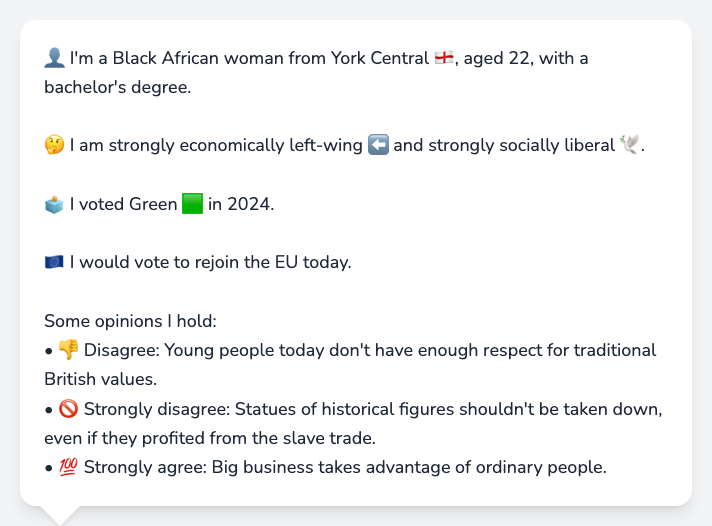 👤 I'm a Black African woman from York Central 🏴󠁧󠁢󠁥󠁮󠁧󠁿, aged 22, with a
bachelor's degree.
🤔 I am strongly economically left-wing ⬅️ and strongly socially liberal 🕊️.
🗳️ I voted Green 🟩 in 2024.
🇪🇺 I would vote to rejoin the EU today.
Some opinions I hold:
• 👎 Disagree: Young people today don't have enough respect for traditional
British values.
• 🚫 Strongly disagree: Statues of historical figures shouldn't be taken down,
even if they profited from the slave trade.
• 💯 Strongly agree: Big business takes advantage of ordinary people.